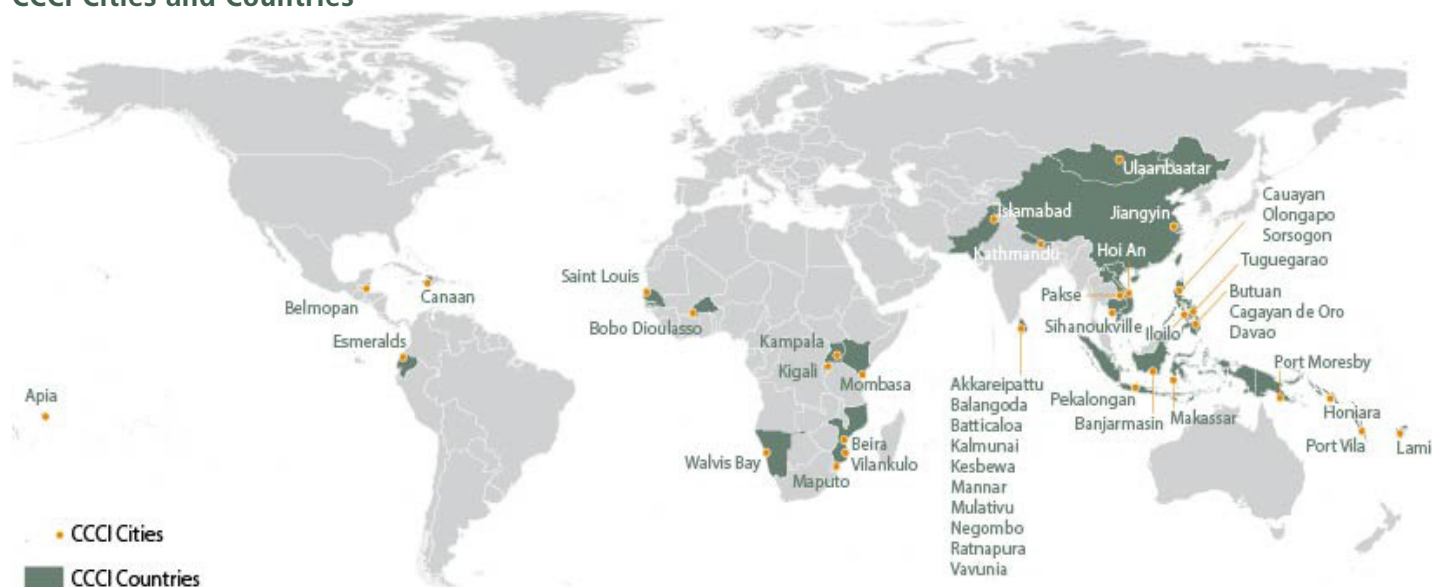 CCCI Cities and Countries
Ulaanbaatar
Islamabad
Jiangyin
Kathmandu
Hoi An
Cauayan
Olongapo
Sorsogon
Tuguegarao
Butuan
Cagayan de Oro
Davao
Pakse
Sihanoukville
Iloilo
Saint Louis
Bobo Dioulasso
Belmopan
Canaan
Esmeralds
Apia
Kampala
Kigali
Mombasa
Beira
Vilankulo
Maputo
Walvis Bay
Akkareipattu
Balangoda
Batticaloa
Kalmunai
Kesbewa
Mannar
Mulativu
Negombo
Ratnapura
Vavunia
Pekalongan
Banjarmasin
Makassar
Port Moresby
Honiara
Port Vila
Lami
CCCI Cities
CCCI Countries